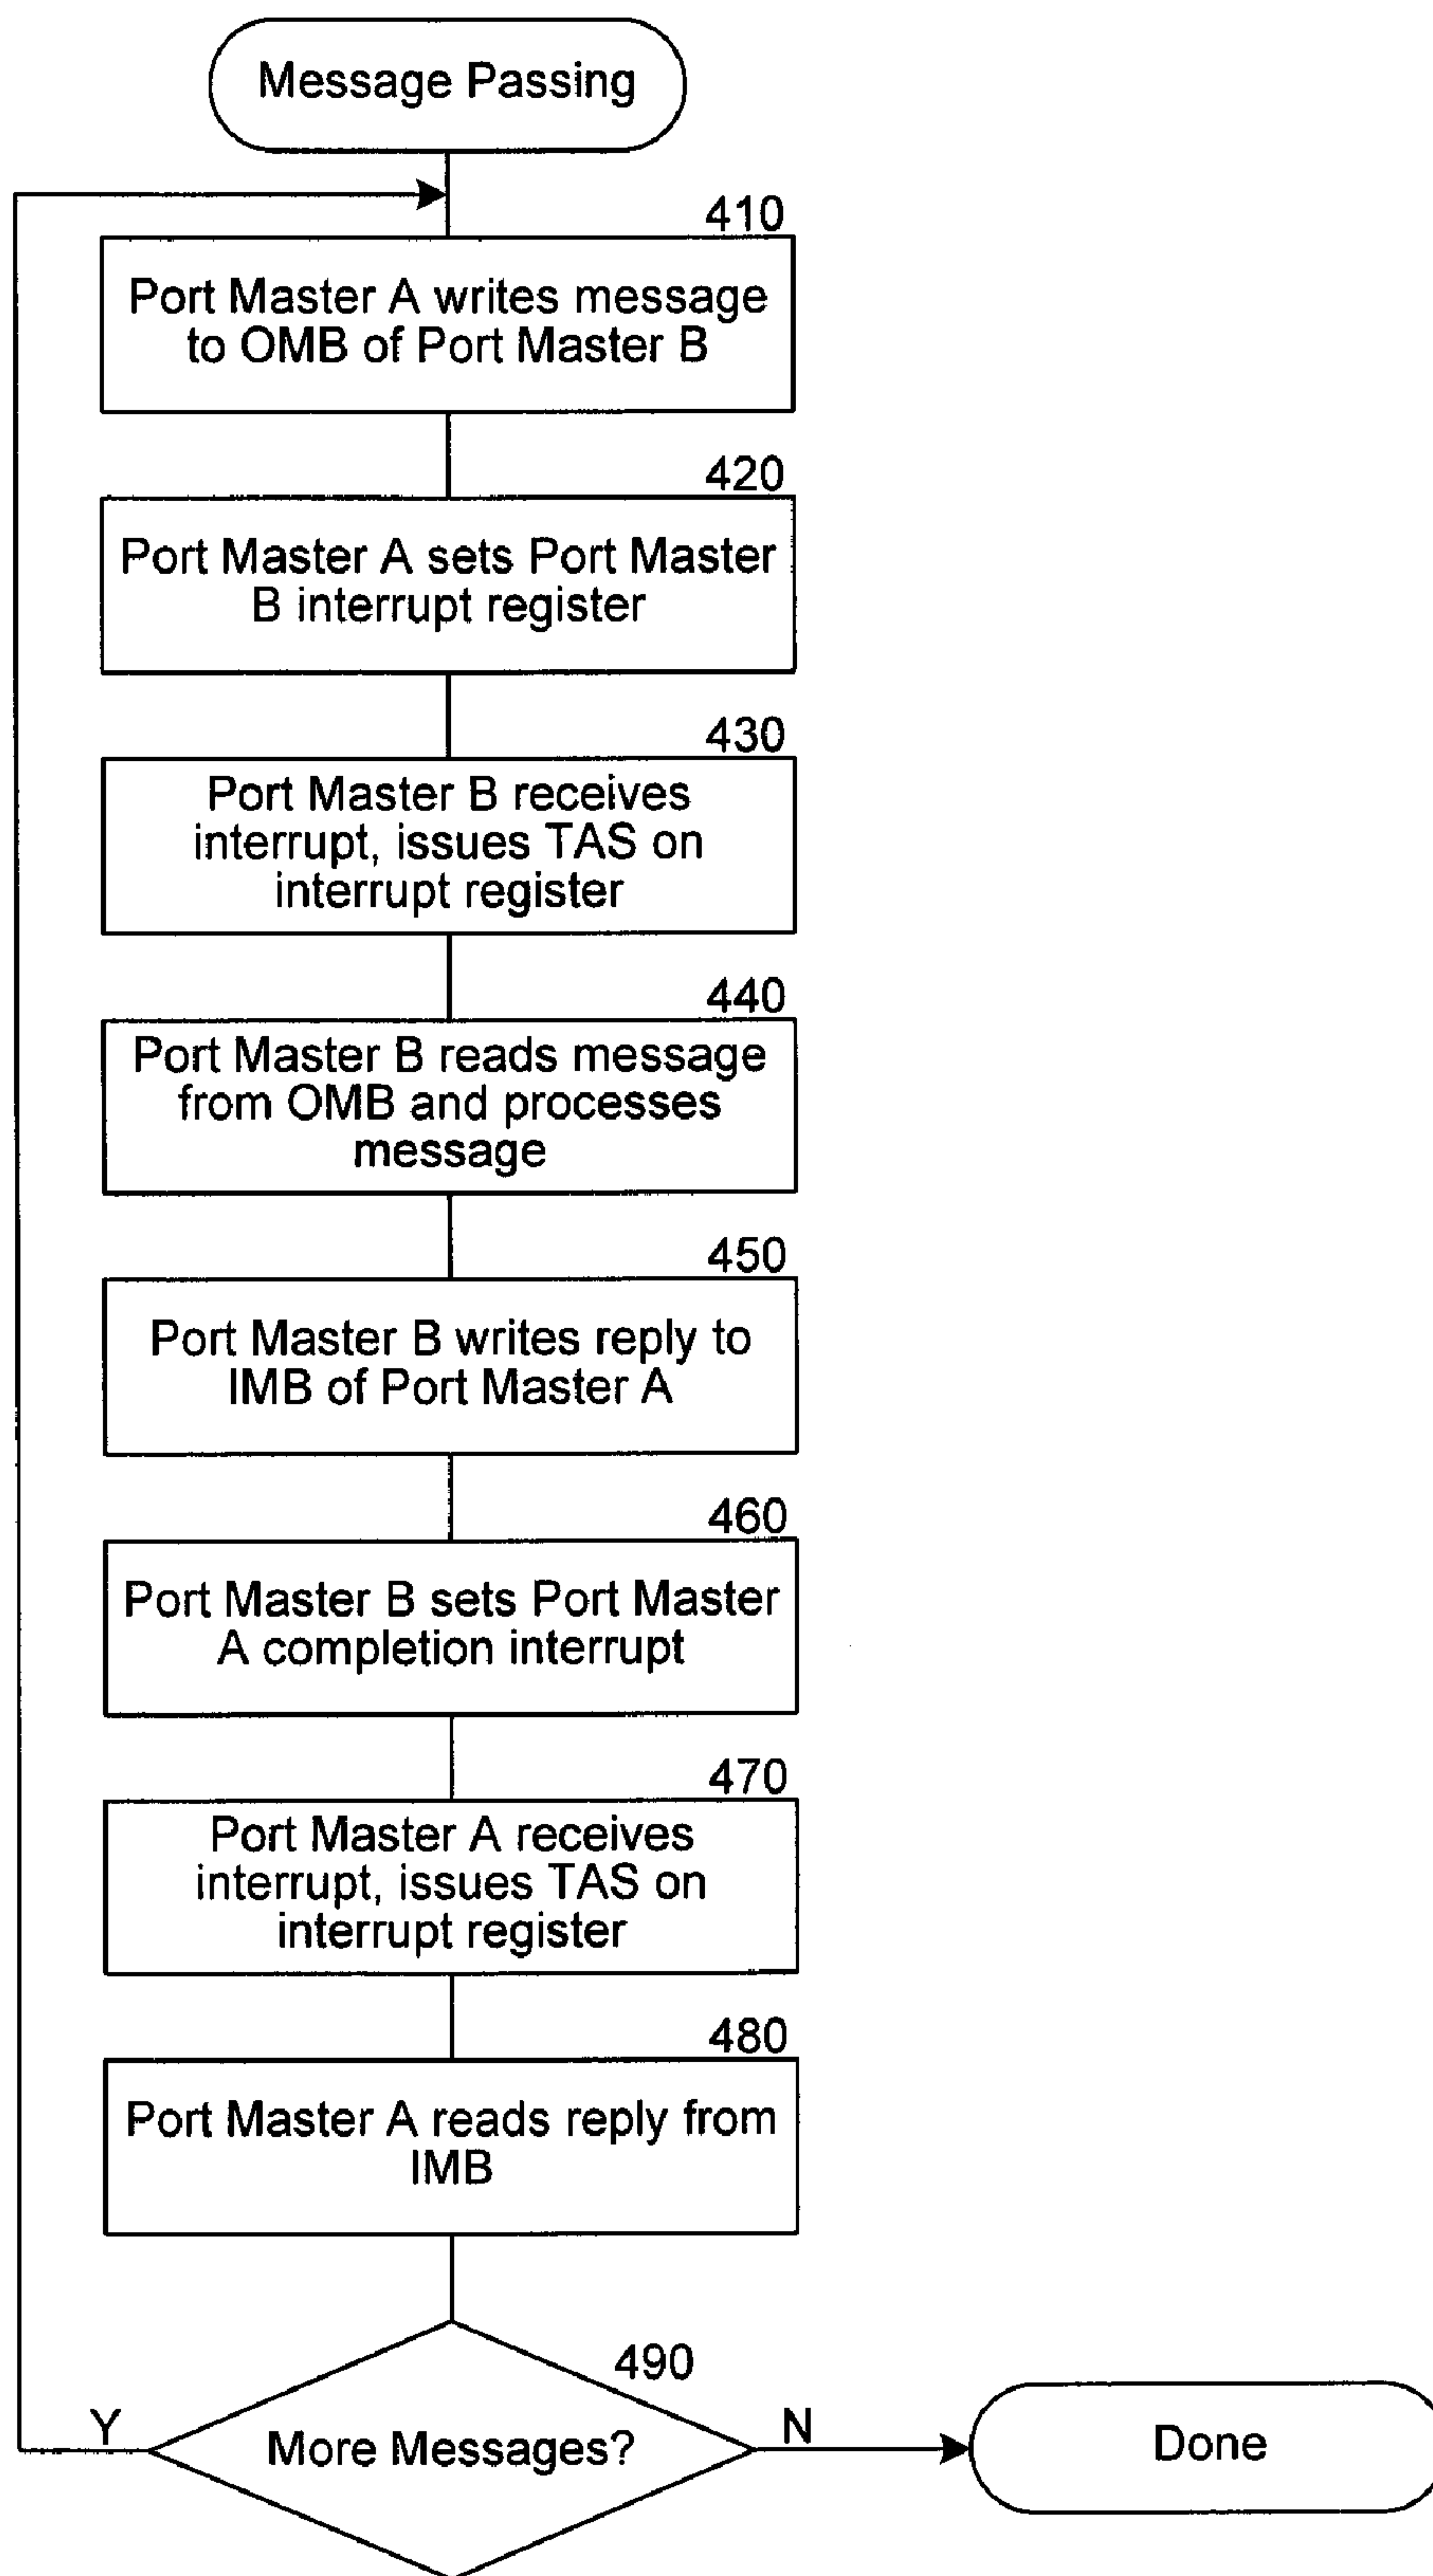 Message Passing
410
Port Master A writes message
to OMB of Port Master B
420
Port Master A sets Port Master
B interrupt register
430
Port Master B receives
interrupt, issues TAS on
interrupt register
440
Port Master B reads message
from OMB and processes
message
450
Port Master B writes reply to
IMB of Port Master A
460
Port Master B sets Port Master
A completion interrupt
470
Port Master A receives
interrupt, issues TAS on
interrupt register
480
Port Master A reads reply from
IMB
490
Y
More Messages?
N
Done